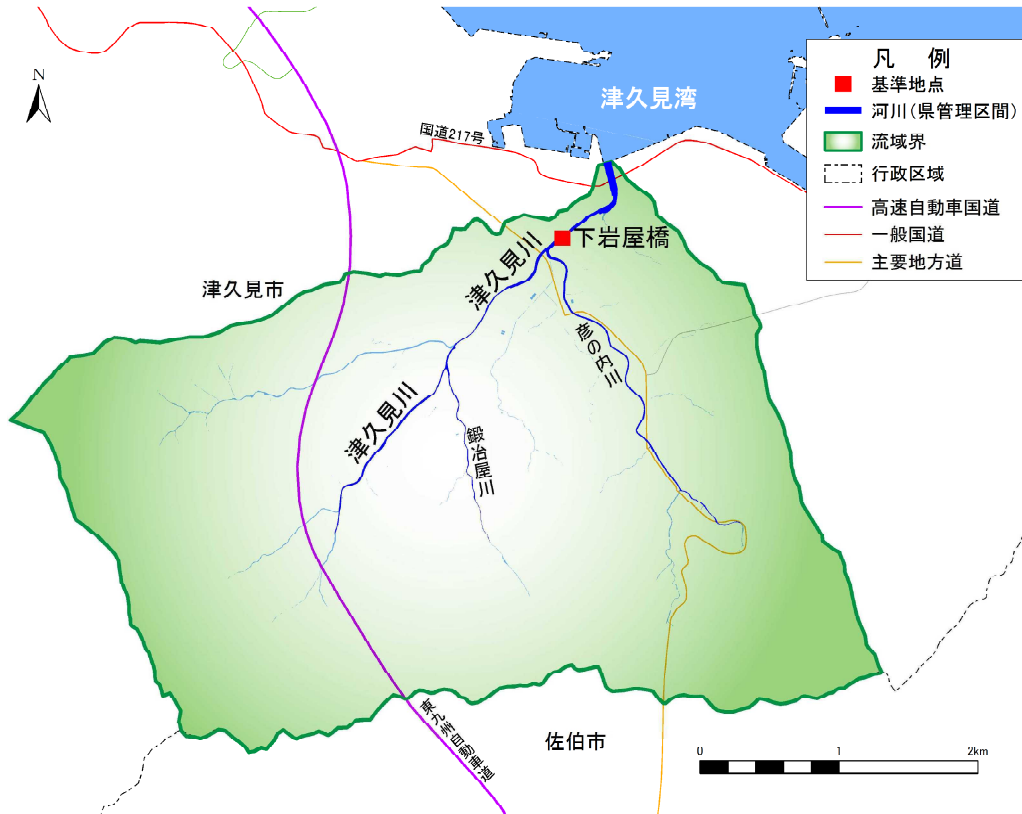 N
津久見湾
国道217号
凡 例
基準地点
河川(県管理区間)
流域界
行政区域
高速自動車国道
一般国道
主要地方道
下岩屋橋
津久見川
津久見市
彦の内川
津久見川
鍛冶屋川
東九州自動車道
佐伯市
0 1 2km